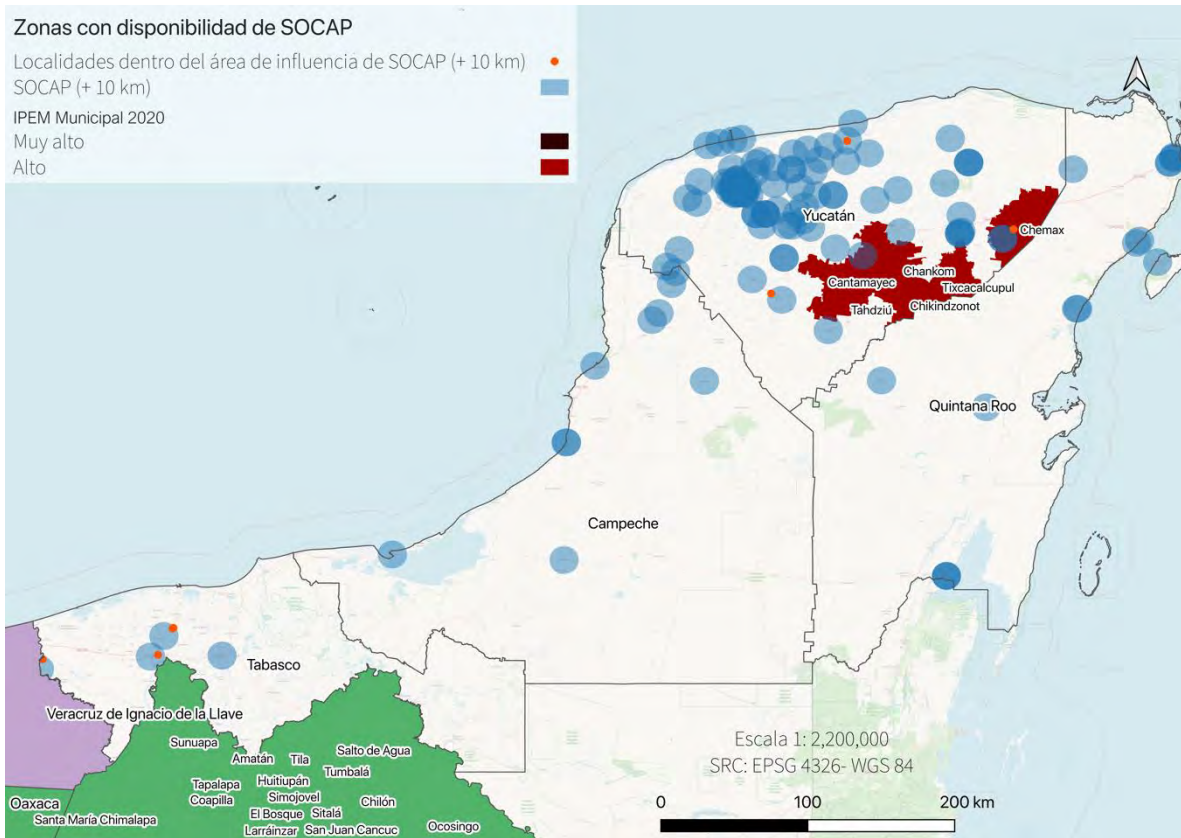 Zonas con disponibilidad de SOCAP
Localidades dentro del área de influencia de SOCAP (+ 10 km)
SOCAP (+ 10 km)
IPEM Municipal 2020
Muy alto
Alto
Yucatán
Chemax
Chankom
Cantamayec
Tixcacalcupul
Tahdziú
Chikindzonot
Quintana Roo
Campeche
Tabasco
Veracruz de Ignacio de la Llave
Sunuapa
Amatán
Tila
Salto de Agua
Tumbalá
Tapalapa
Huitiupán
Coapilla
Simojovel
Chilón
Oaxaca
El Bosque
Sitalá
Santa María Chimalapa
Larráinzar
San Juan Cancuc
Ocosingo
Escala 1: 2,200,000
SRC: EPSG 4326- WGS 84
0
100
200 km